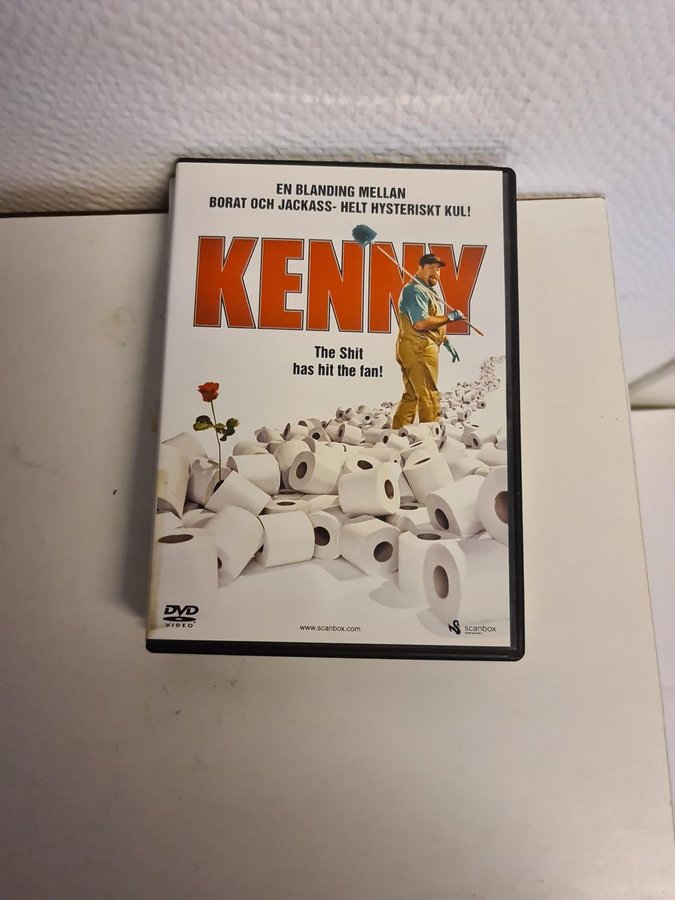 EN BLANDING MELLAN
BORAT OCH JACKASS- HELT HYSTERISKT KUL!
KENNY
The Shit
has hit the fan!
DVD
VIDEO
www.scanbox.com
scanbox